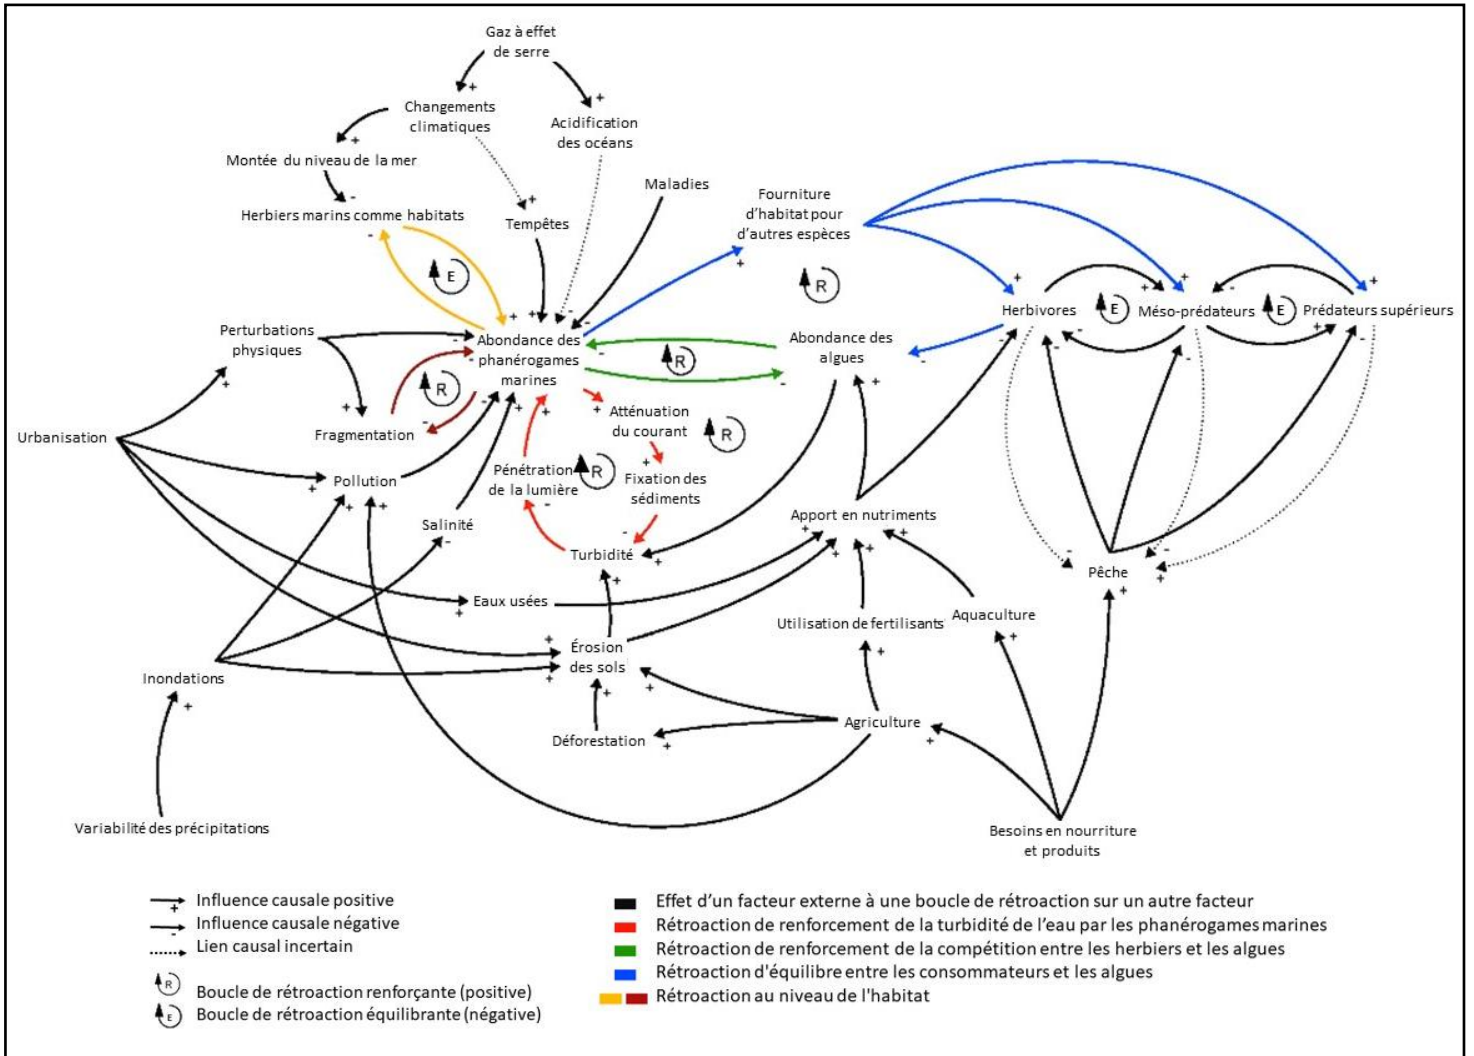 Gaz à effet
de serre
Changements
climatiques
Acidification
des océans
Montée du niveau de la mer
Maladies
Fourniture
d'habitat pour
d'autres espèces
Herbiers marins comme habitats
Tempêtes
E
R
Herbivores
E
Méso-prédateurs
E
Prédateurs supérieurs
Perturbations
physiques
Abondance des
phanérogames
marines
R
Abondance des
algues
R
Atténuation
du courant
R
Fragmentation
Urbanisation
Pollution
Pénétration
de la lumière
R
Fixation des
sédiments
Salinité
Apport en nutriments
Turbidité
Pêche
Eaux usées
Utilisation de fertilisants
Aquaculture
Érosion
des sols
Inondations
Déforestation
Agriculture
Variabilité des précipitations
Besoins en nourriture
et produits
+ Influence causale positive
- Influence causale négative
Lien causal incertain
R Boucle de rétroaction renforçante (positive)
E Boucle de rétroaction équilibrante (négative)
Effet d'un facteur externe à une boucle de rétroaction sur un autre facteur
Rétroaction de renforcement de la turbidité de l'eau par les phanérogames marines
Rétroaction de renforcement de la compétition entre les herbiers et les algues
Rétroaction d'équilibre entre les consommateurs et les algues
Rétroaction au niveau de l'habitat